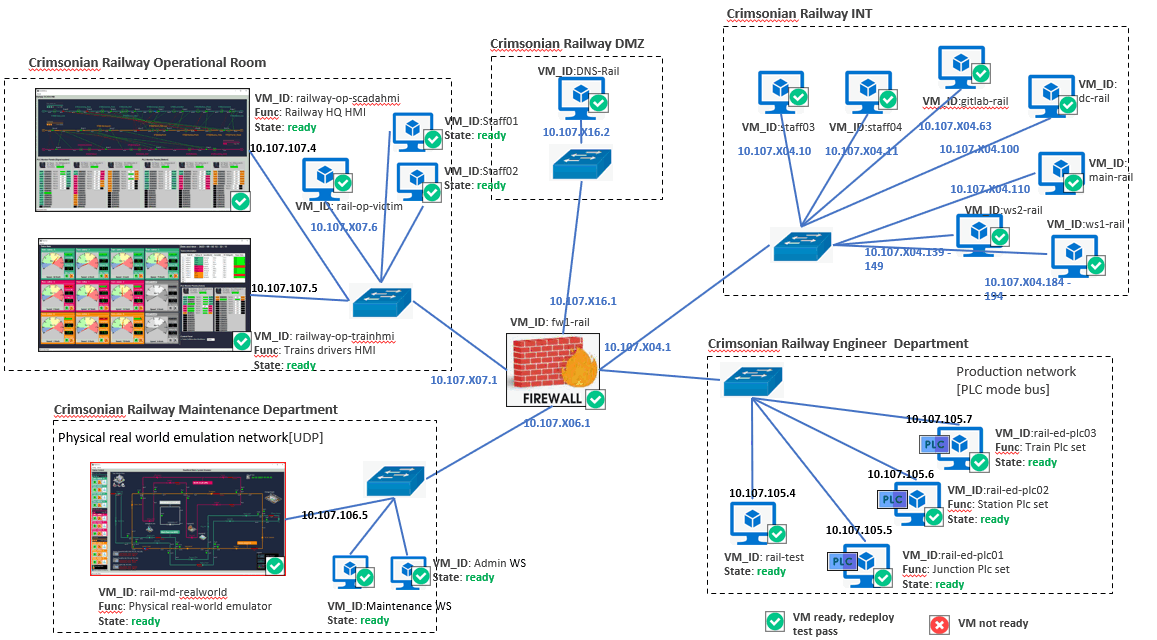 Crimsonian Railway INT
Crimsonian Railway DMZ
Crimsonian Railway Operational Room
VM_ID:DNS-Rail
10.107.X16.2
VM_ID: railway-op-scadahmi
Func: Railway HQ HMI
State: ready
10.107.107.4
VM_ID:Staff01
State: ready
VM_ID:Staff02
State: ready
VM_ID: rail-op-victim
10.107.X07.6
10.107.107.5
VM_ID: railway-op-trainhmi
Func: Trains drivers HMI
State: ready
VM_ID:staff03
10.107.X04.10
VM_ID:staff04
10.107.X04.11
VM_ID:gitlab-rail
10.107.X04.63
VM_ID:
dc-rail
10.107.X04.100
VM_ID:
main-rail
10.107.X04.110
VM_ID:ws2-rail
10.107.X04.139 -
149
VM_ID:ws1-rail
10.107.X04.184 -
194
10.107.X16.1
VM_ID: fw1-rail
FIREWALL
10.107.X04.1
10.107.X07.1
10.107.X06.1
Crimsonian Railway Engineer  Department
Production network
[PLC mode bus]
10.107.105.7
PLC
VM_ID:rail-ed-plc03
Func: Train Plc set
State: ready
10.107.105.6
PLC
VM_ID:rail-ed-plc02
Func: Station Plc set
State: ready
10.107.105.4
VM_ID: rail-test
State: ready
10.107.105.5
PLC
VM_ID:rail-ed-plc01
Func: Junction Plc set
State: ready
Crimsonian Railway Maintenance Department
Physical real world emulation network[UDP]
10.107.106.5
VM_ID: rail-md-realworld
Func: Physical real-world emulator
State: ready
VM_ID: Admin WS
State: ready
VM_ID:Maintenance WS
State: ready
VM ready, redeploy
test pass
VM not ready